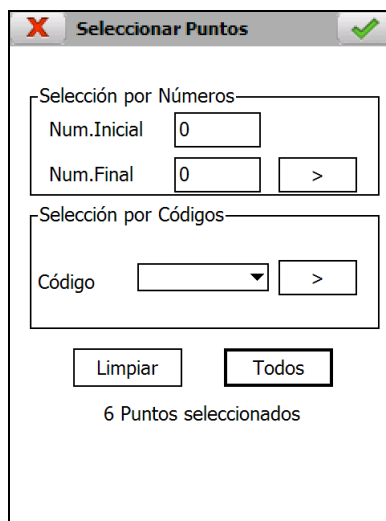 Seleccionar Puntos
Selección por Números
Num.Inicial 0
Num.Final 0 >
Selección por Códigos
Código >
Limpiar Todos
6 Puntos seleccionados